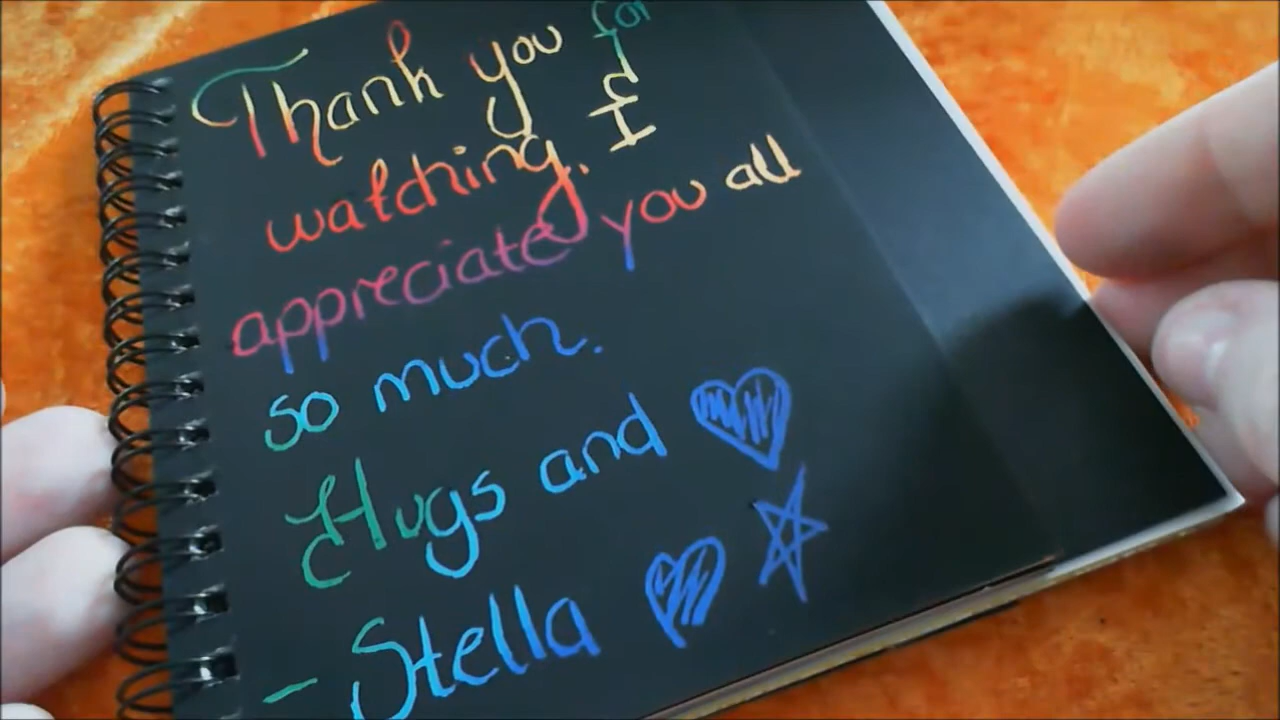 Thank you for
watching. I
appreciate you all
so much.
Hugs and ♥
- Stella ♥ ☆